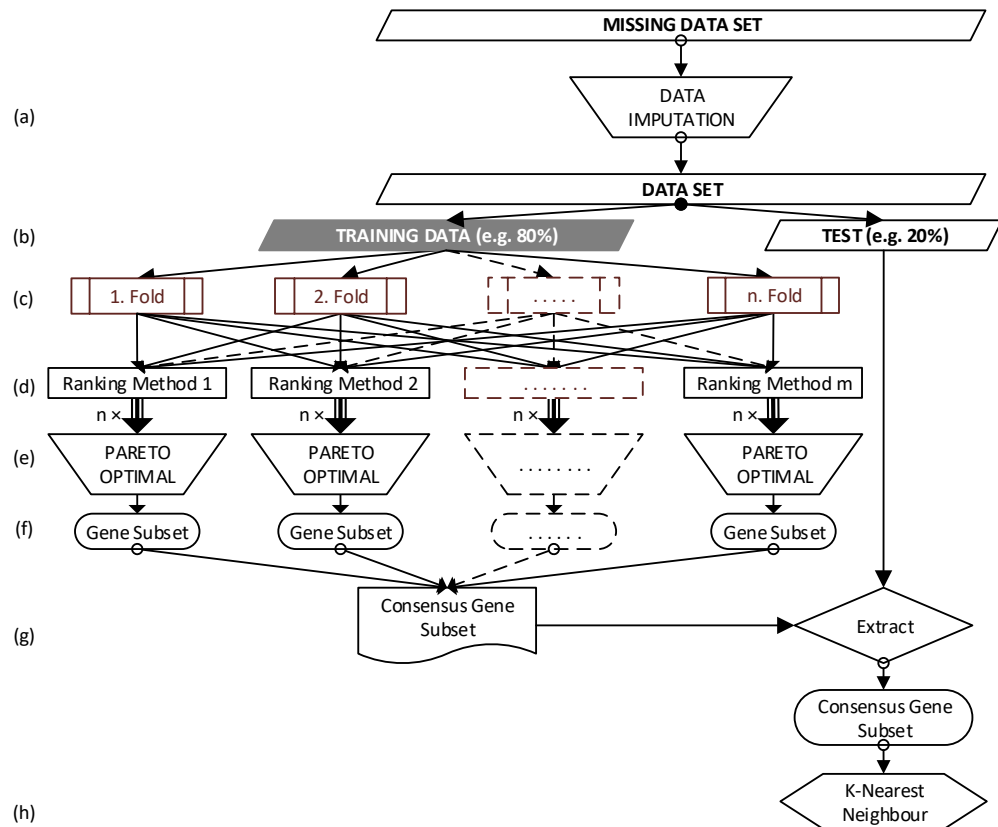 MISSING DATA SET
(a)
DATA
IMPUTATION
DATA SET
(b)
TRAINING DATA (e.g. 80%)
TEST (e.g. 20%)
(c)
1. Fold
2. Fold
.....
n. Fold
(d)
Ranking Method 1
Ranking Method 2
.......
Ranking Method m
n ×
n ×
n ×
n ×
(e)
PARETO
OPTIMAL
PARETO
OPTIMAL
........
PARETO
OPTIMAL
(f)
Gene Subset
Gene Subset
......
Gene Subset
(g)
Consensus Gene
Subset
Extract
Consensus Gene
Subset
(h)
K-Nearest
Neighbour